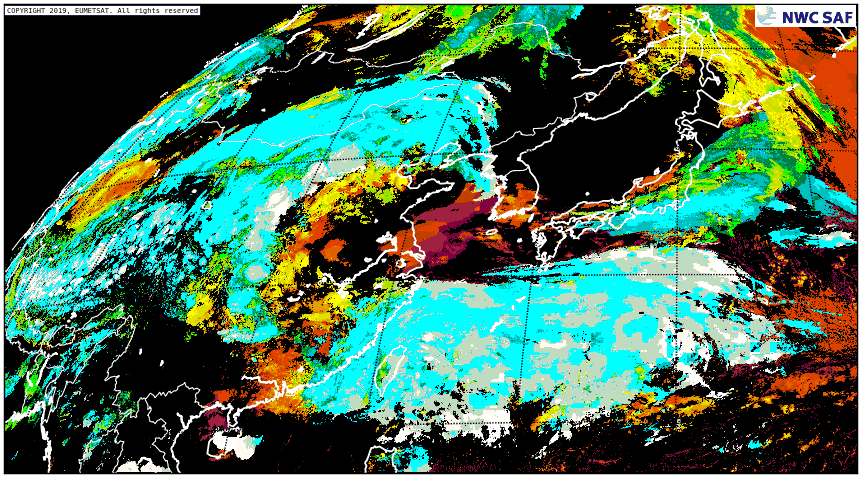 COPYRIGHT 2019, EUMETSAT. All rights reserved
NWC SAF